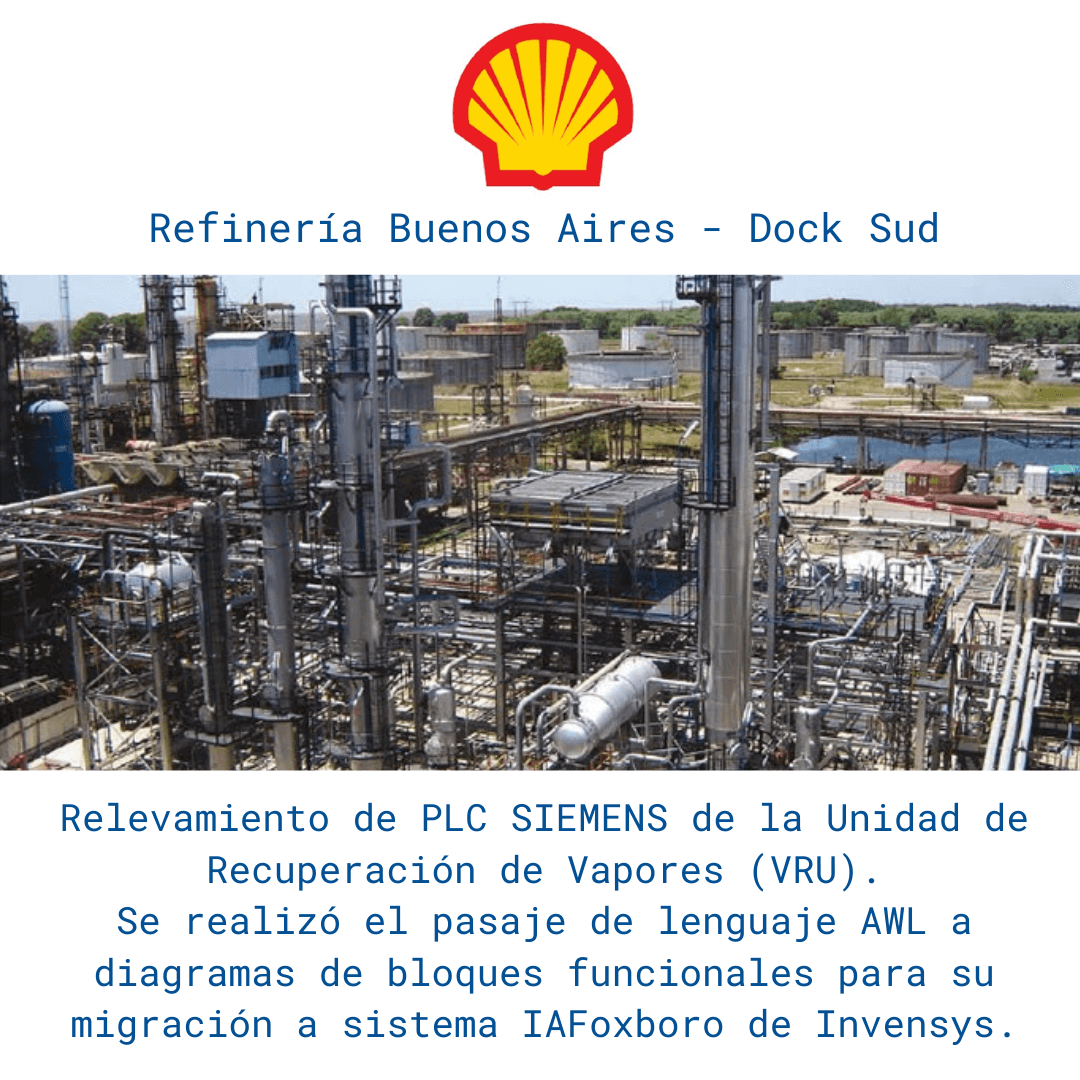 Refinería Buenos Aires - Dock Sud
Relevamiento de PLC SIEMENS de la Unidad de
Recuperación de Vapores (VRU).
Se realizó el pasaje de lenguaje AWL a
diagramas de bloques funcionales para su
migración a sistema IAFoxboro de Invensys.